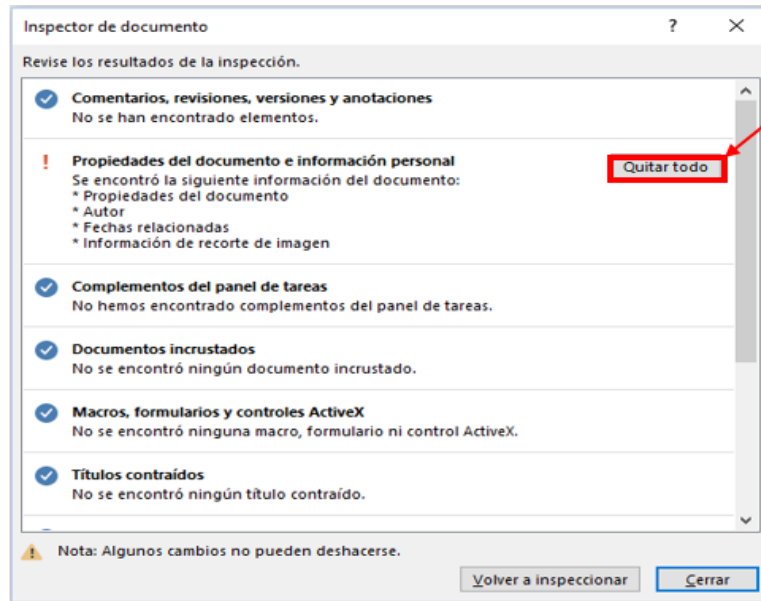 Inspector de documento
?
Revise los resultados de la inspección.
Comentarios, revisiones, versiones y anotaciones
No se han encontrado elementos.
! Propiedades del documento e información personal
Quitar todo
Se encontró la siguiente información del documento:
* Propiedades del documento
* Autor
* Fechas relacionadas
* Información de recorte de imagen
Complementos del panel de tareas
No hemos encontrado complementos del panel de tareas.
Documentos incrustados
No se encontró ningún documento incrustado.
Macros, formularios y controles ActiveX
No se encontró ninguna macro, formulario ni control ActiveX.
Títulos contraídos
No se encontró ningún título contraído.
Nota: Algunos cambios no pueden deshacerse.
Volver a inspeccionar
Cerrar